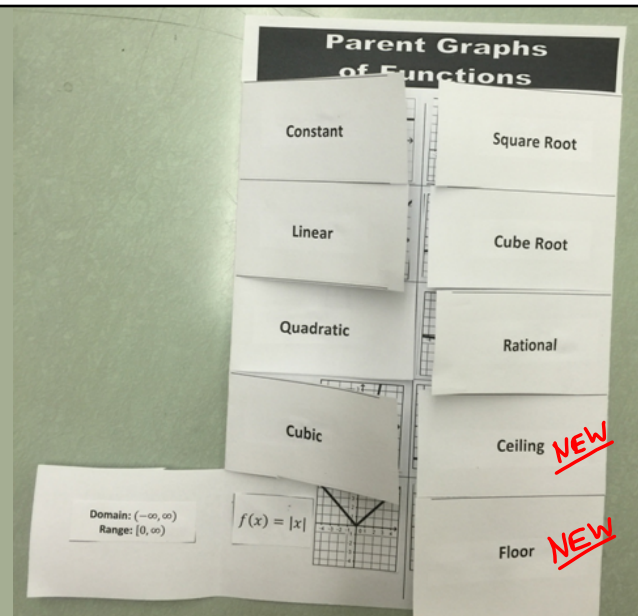 Parent Graphs
of Functions
Constant
Square Root
Linear
Cube Root
Quadratic
Rational
Cubic
Ceiling NEW
Domain: (−∞, ∞)
Range: [0, ∞)
f(x) = |x|
Floor NEW